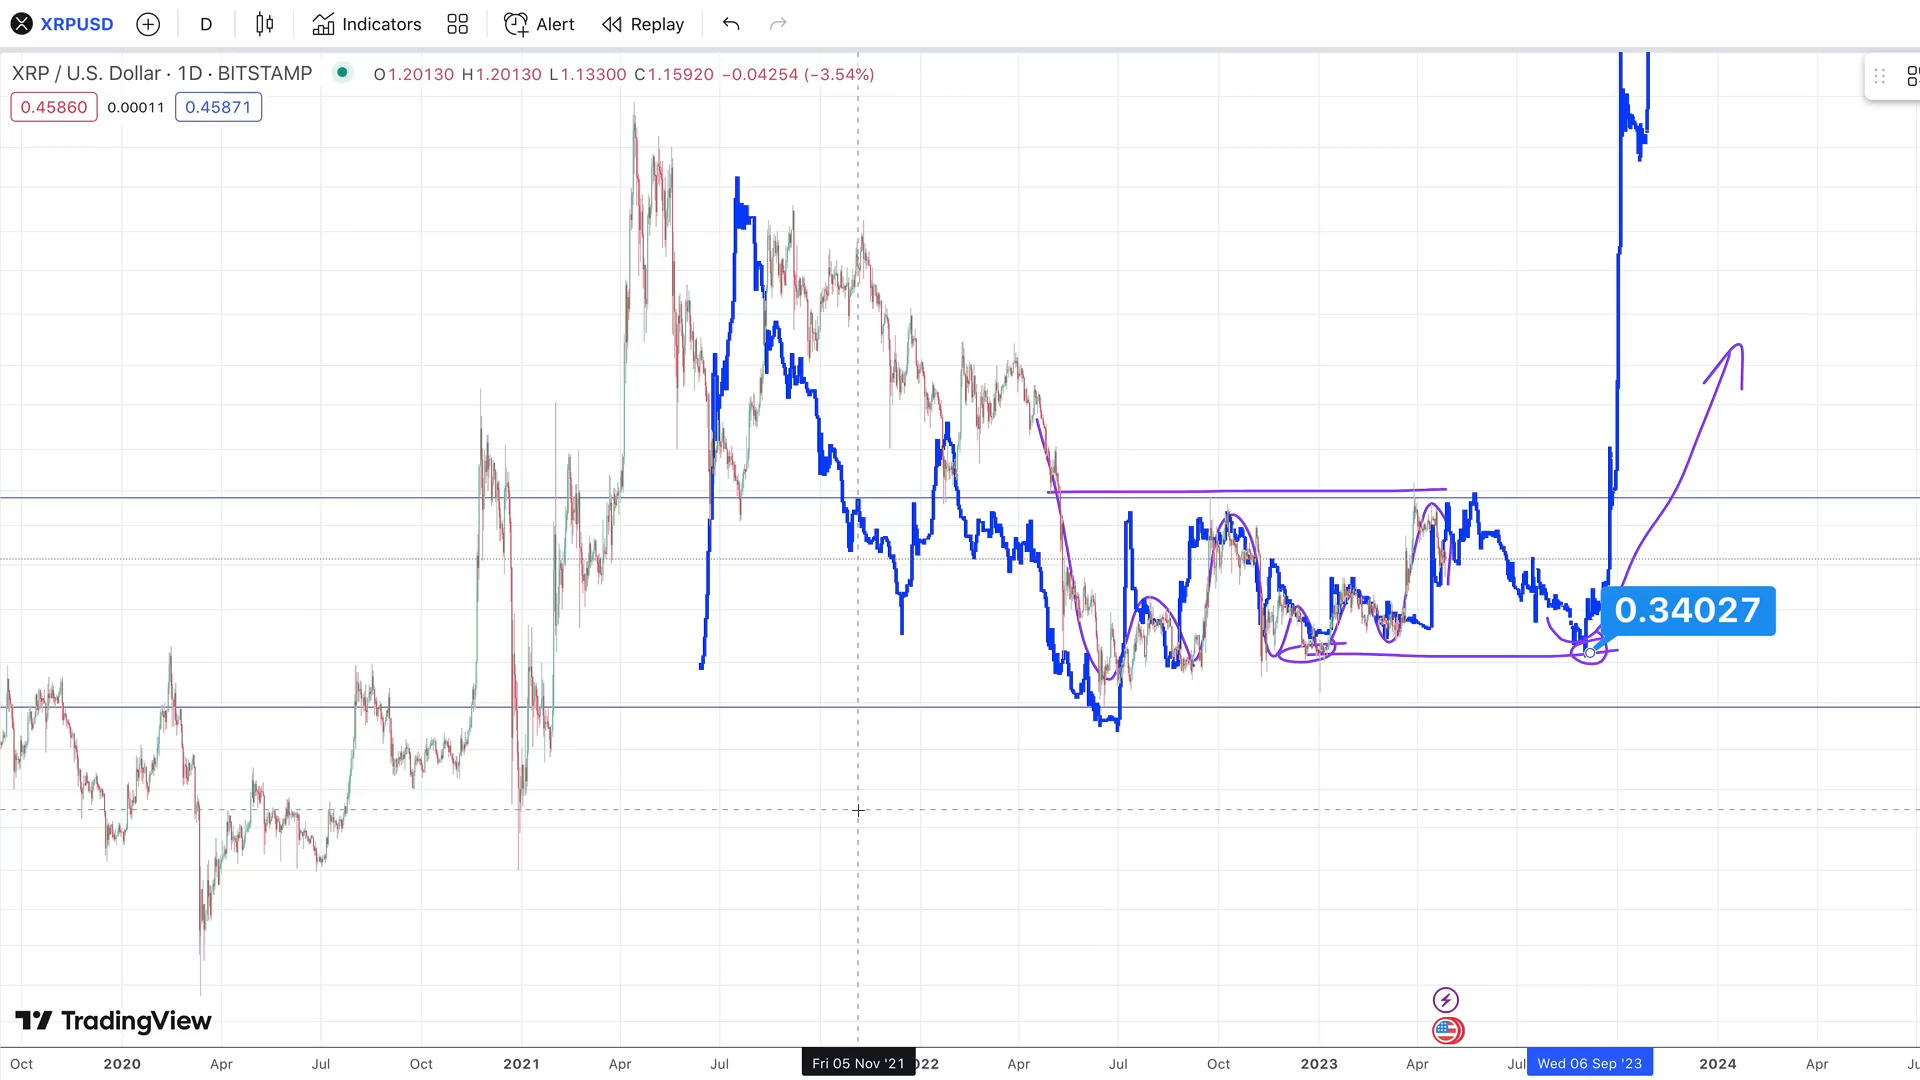 XRPUSD D Indicators Alert Replay
XRP / U.S. Dollar · 1D · BITSTAMP O1.20130 H1.20130 L1.13300 C1.15920 −0.04254 (−3.54%)
0.45860 0.00011 0.45871
0.34027
TradingView
Oct 2020 Apr Jul Oct 2021 Apr Jul Fri 05 Nov '21 022 Apr Jul Oct 2023 Apr Jul Wed 06 Sep '23 2024 Apr